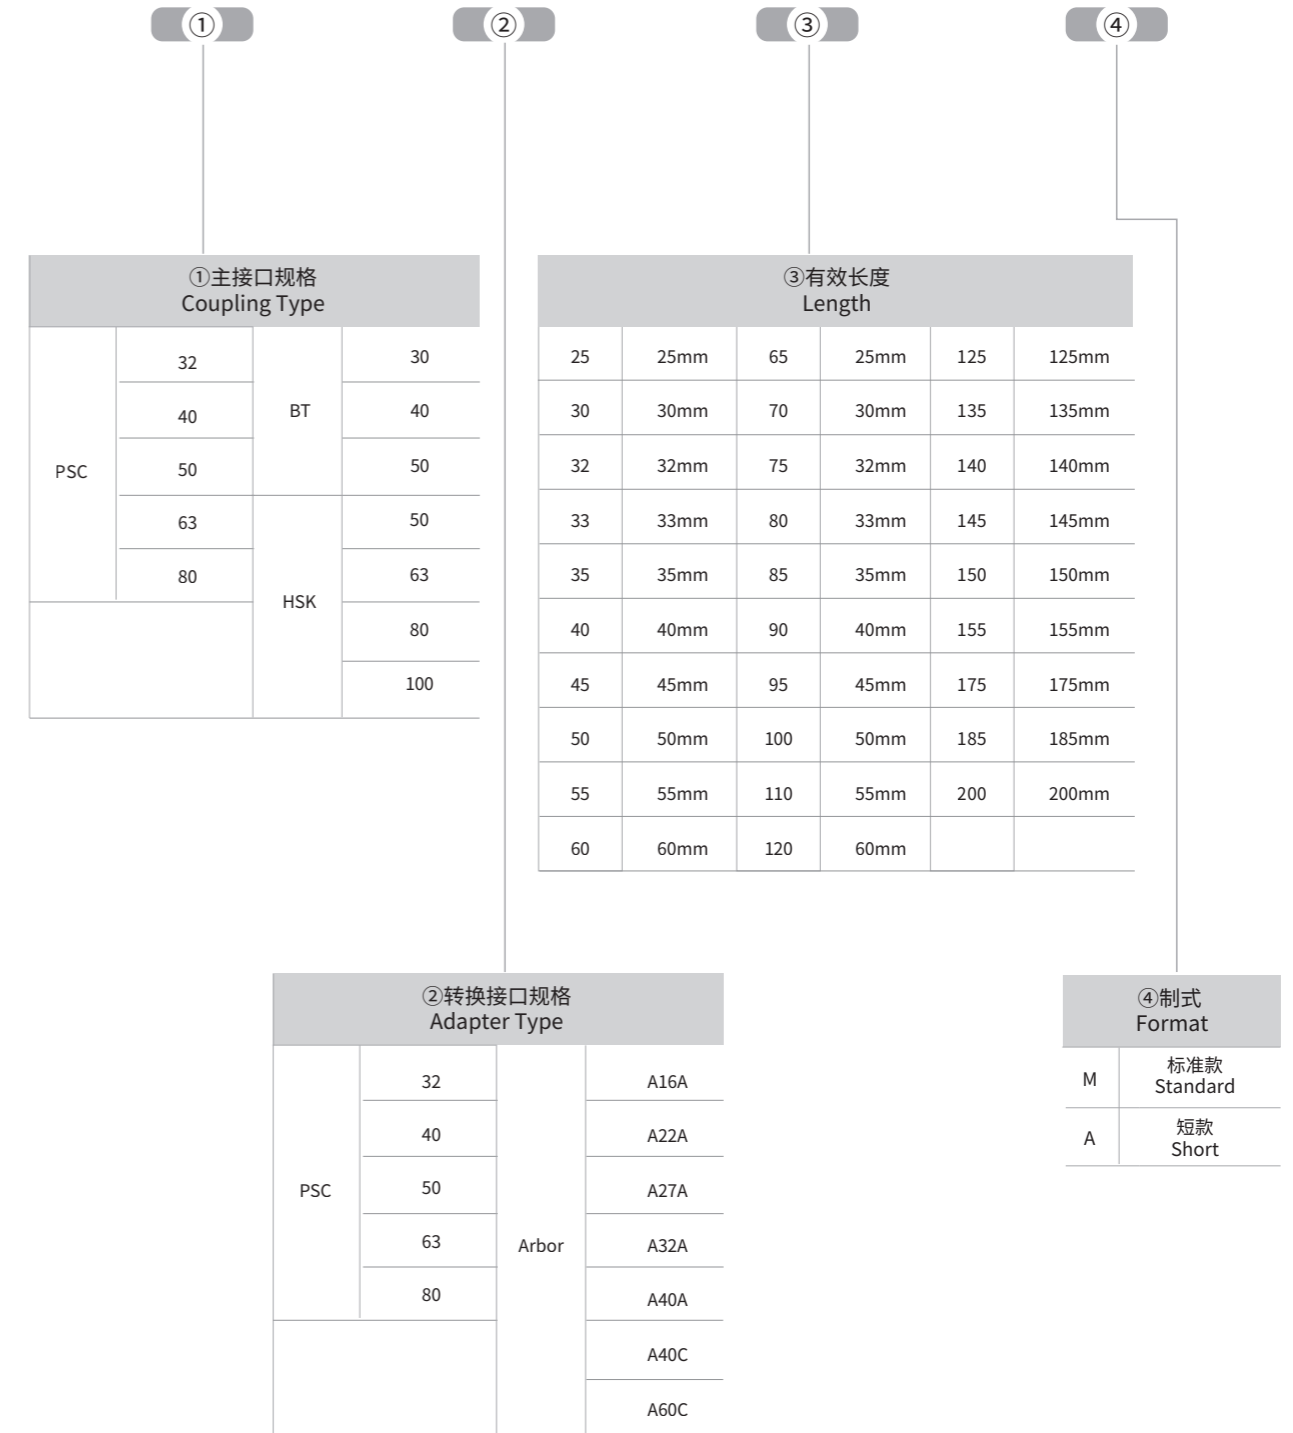 ① ② ③ ④
①主接口规格
Coupling Type
PSC
32
40
50
63
80
BT
30
40
50
HSK
50
63
80
100
③有效长度
Length
25 25mm 65 25mm 125 125mm
30 30mm 70 30mm 135 135mm
32 32mm 75 32mm 140 140mm
33 33mm 80 33mm 145 145mm
35 35mm 85 35mm 150 150mm
40 40mm 90 40mm 155 155mm
45 45mm 95 45mm 175 175mm
50 50mm 100 50mm 185 185mm
55 55mm 110 55mm 200 200mm
60 60mm 120 60mm
②转换接口规格
Adapter Type
PSC
32
40
50
63
80
Arbor
A16A
A22A
A27A
A32A
A40A
A40C
A60C
④制式
Format
M
标准款
Standard
A
短款
Short